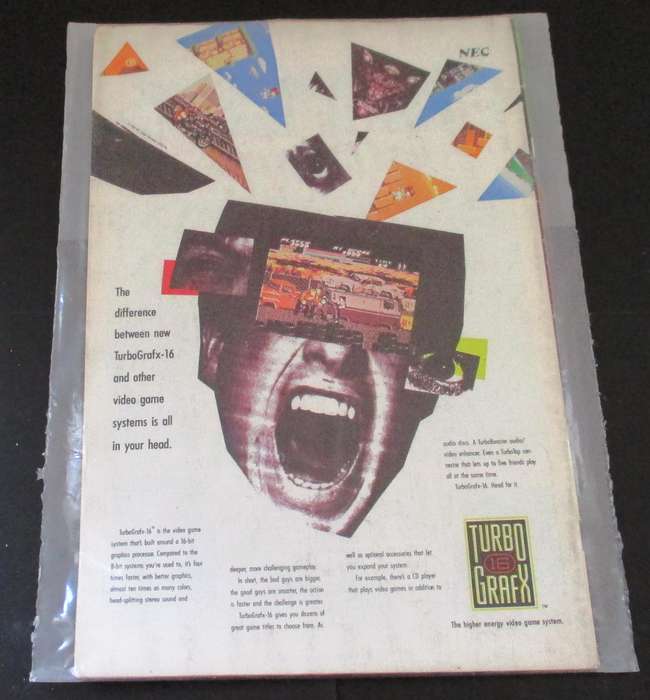 NEC
The
difference
between new
TurboGrafx-16
and other
video game
systems is all
in your head.
TurboGrafx-16™ is the video game
system that's built around a 16-bit
graphics processor. Compared to the
8-bit systems you're used to, it's four
times faster, with better graphics,
almost ten times as many colors,
head-splitting stereo sound and
deeper, more challenging gameplay.
In short, the bad guys are bigger,
the good guys are smarter, the action
is faster and the challenge is greater.
TurboGrafx-16 gives you dozens of
great game titles to choose from. As
well as optional accessories that let
you expand your system.
For example, there's a CD player
that plays video games in addition to
audio discs. A TurboBooster audio/
video enhancer. Even a TurboTap con-
nector that lets up to five friends play
all at the same time.
TurboGrafx-16. Head for it.
TURBO
16
GRAFX
TM
The higher energy video game system.